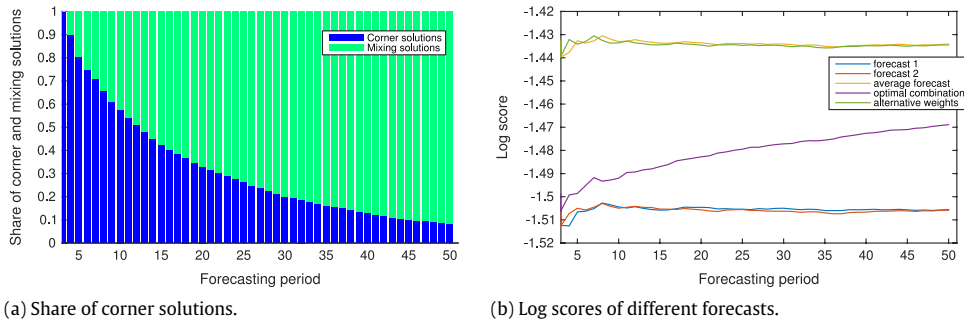 Share of corner and mixing solutions
1
0.9
0.8
0.7
0.6
0.5
0.4
0.3
0.2
0.1
0
Corner solutions
Mixing solutions
5 10 15 20 25 30 35 40 45 50
Forecasting period
(a) Share of corner solutions.
Log score
-1.42
-1.43
-1.44
-1.45
-1.46
-1.47
-1.48
-1.49
-1.5
-1.51
-1.52
forecast 1
forecast 2
average forecast
optimal combination
alternative weights
5 10 15 20 25 30 35 40 45 50
Forecasting period
(b) Log scores of different forecasts.